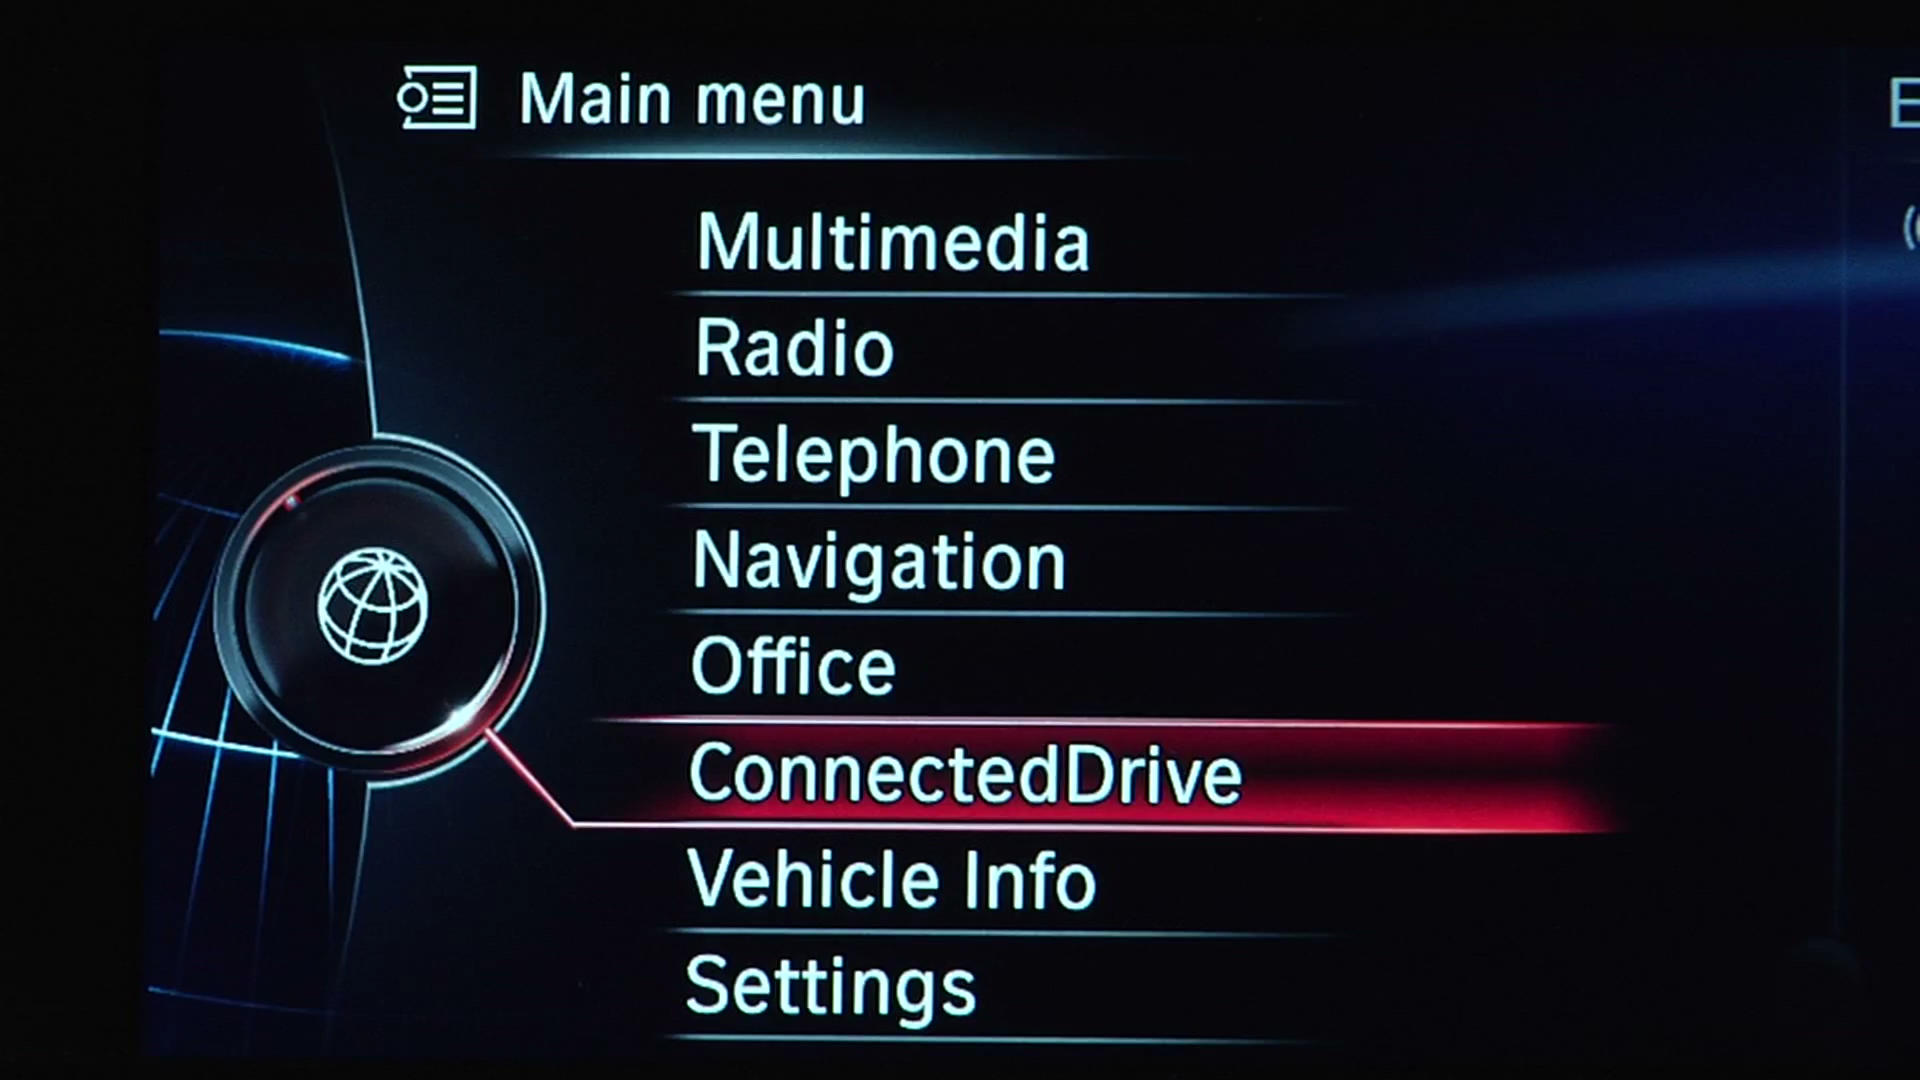 Main menu
Multimedia
Radio
Telephone
Navigation
Office
ConnectedDrive
Vehicle Info
Settings